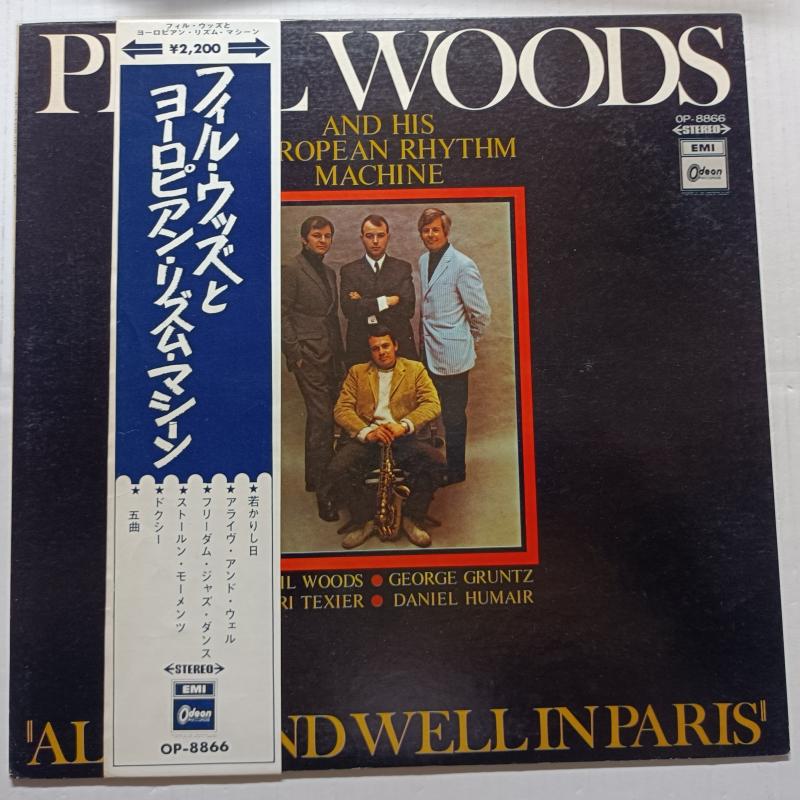 フィル・ウッズと
ヨーロピアン・リズム・マシーン
¥2,200
フィル・ウッズと
ヨーロピアン・リズム・マシーン
★若かりし日
★アライヴ・アンド・ウェル
★フリーダム・ジャズ・ダンス
★ストールン・モーメンツ
★ドクシー
★五曲
STEREO
EMI
Odeon
OP-8866
P L WOODS
AND HIS
ROPEAN RHYTHM
MACHINE
OP-8866
STEREO
EMI
Odeon
IL WOODS ● GEORGE GRUNTZ
RI TEXIER ● DANIEL HUMAIR
"AL ND WELL IN PARIS"